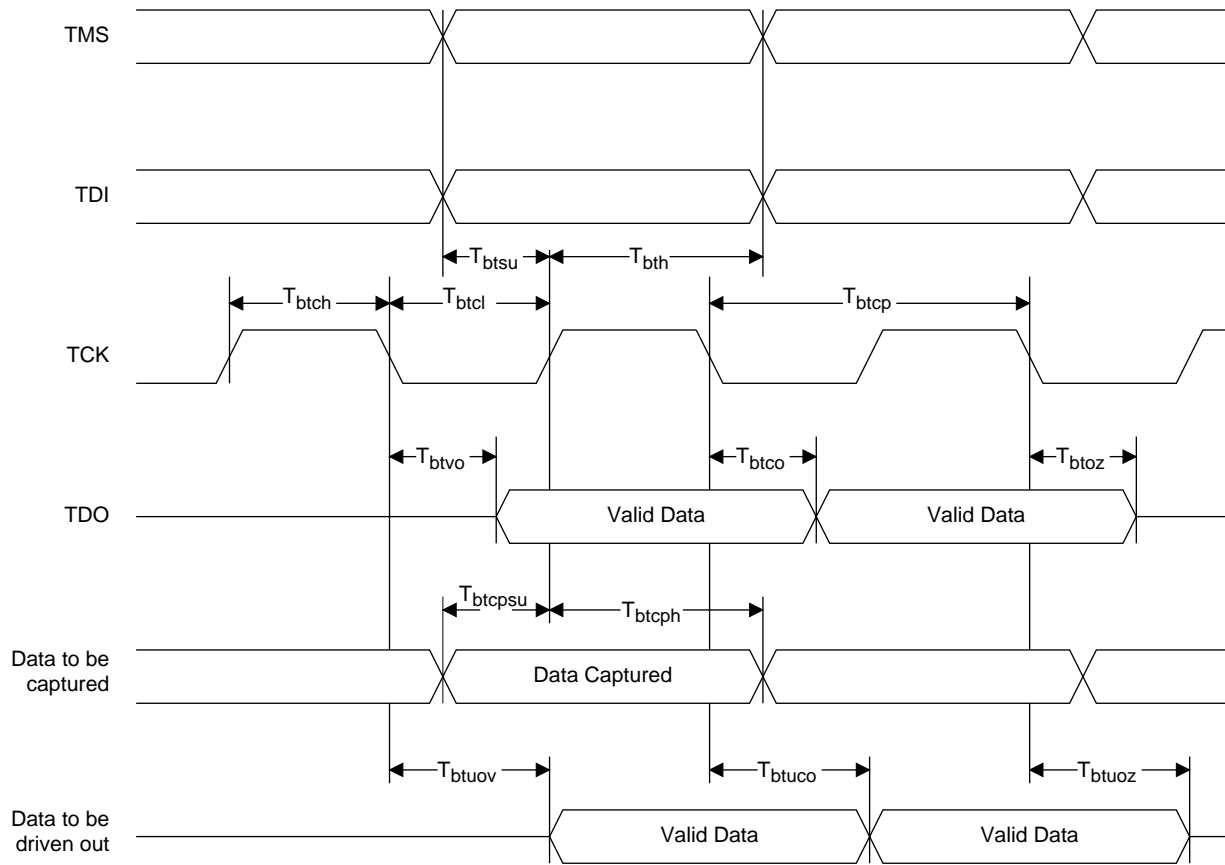 TMS
TDI
Tbtsu
Tbth
Tbtch
Tbtcl
Tbtcp
TCK
Tbtvo
Tbtco
Tbtoz
TDO
Valid Data
Valid Data
Tbtcpsu
Tbtcph
Data to be
captured
Data Captured
Tbtuov
Tbtuco
Tbtuoz
Data to be
driven out
Valid Data
Valid Data